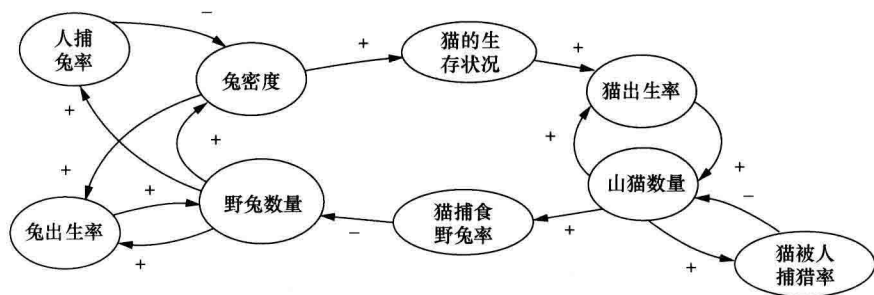 人捕
兔率
−
+
兔密度
+
猫的生
存状况
+
猫出生率
+
+
+
+
+
兔出生率
+
野兔数量
−
猫捕食
野兔率
+
山猫数量
+
−
+
猫被人
捕猎率